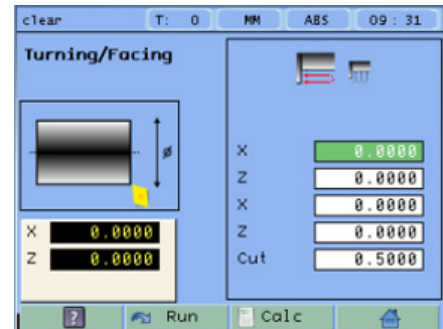 clear T: 0 MM ABS 09 : 31
Turning/Facing
ø
X 0.0000
Z 0.0000
X 0.0000
Z 0.0000
X 0.0000
Z 0.0000
Cut 0.5000
? Run Calc